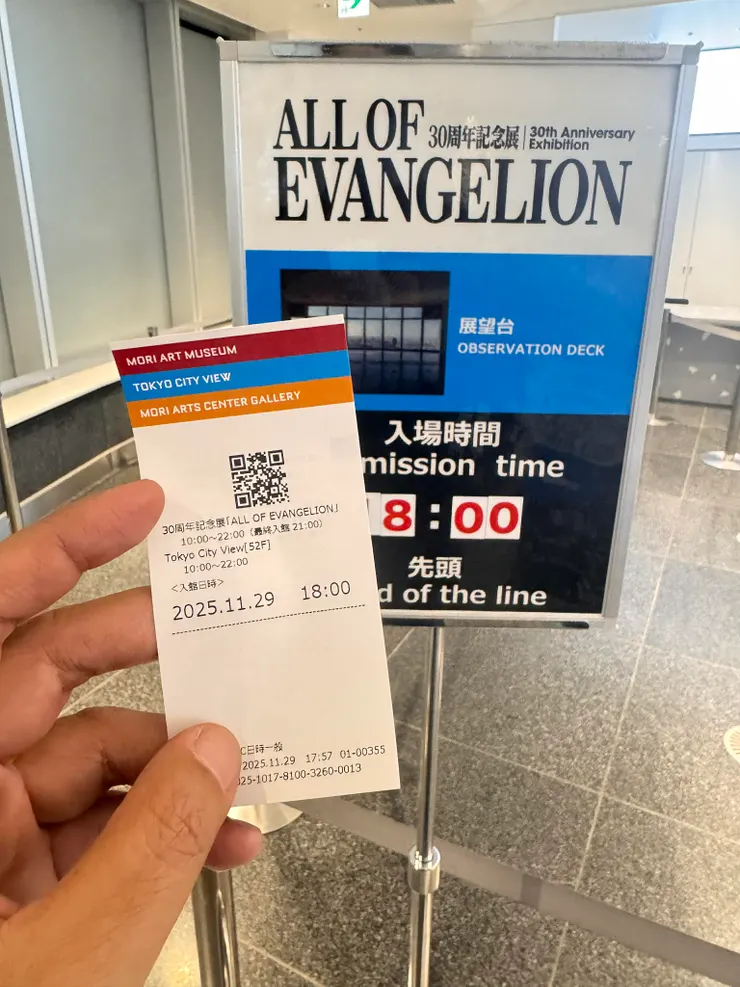 ALL OF
30周年記念展 30th Anniversary Exhibition
EVANGELION
展望台
OBSERVATION DECK
入場時間
mission time
8:00
先頭
d of the line
MORI ART MUSEUM
TOKYO CITY VIEW
MORI ARTS CENTER GALLERY
30周年記念展「ALL OF EVANGELION」
10:00~22:00 (最終入館 21:00)
Tokyo City View[52F]
10:00~22:00
<入館日時>
2025.11.29 18:00
日時一般
2025.11.29 17:57 01-00355
25-1017-8100-3260-0013